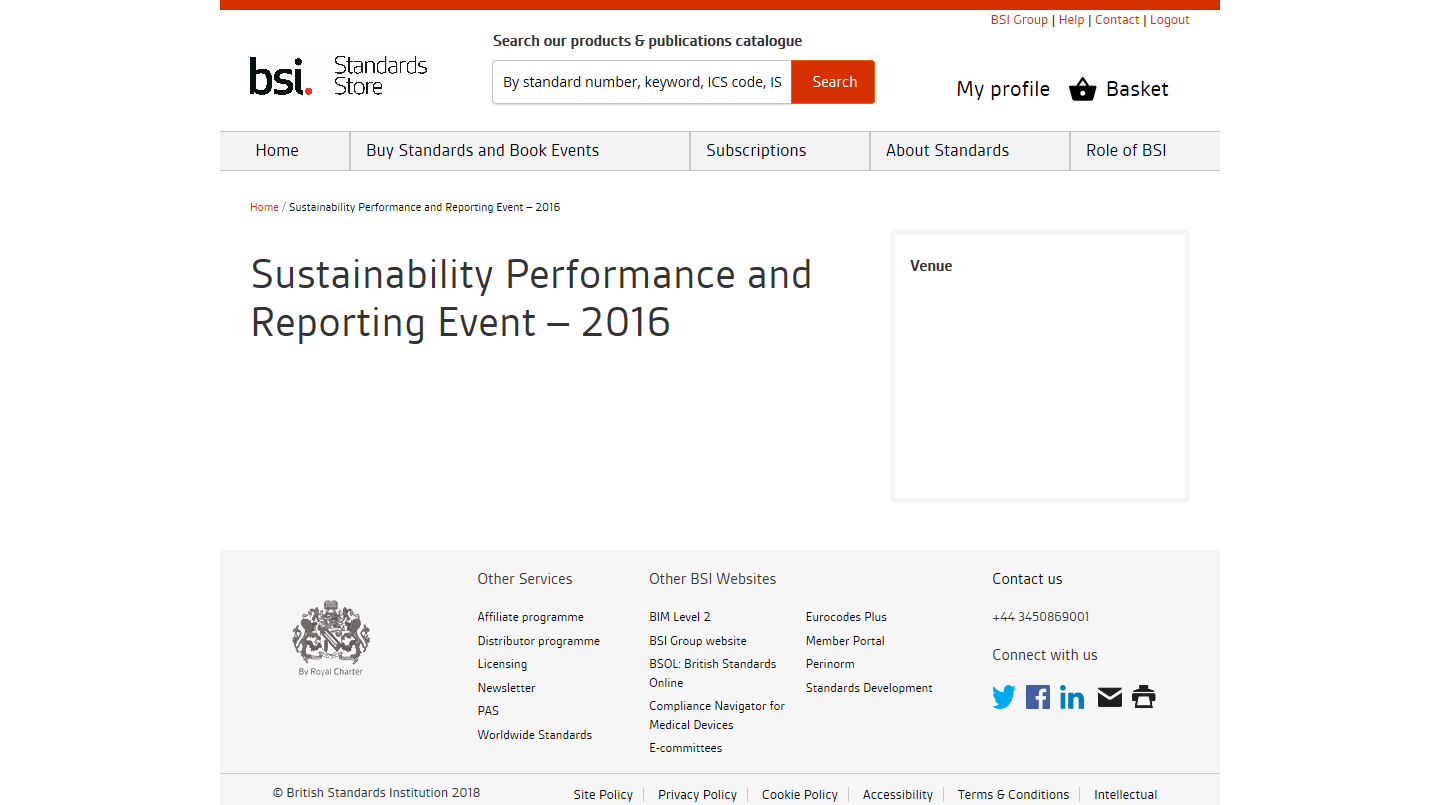 BSI Group | Help | Contact | Logout
Search our products & publications catalogue
bsi. Standards
Store
By standard number, keyword, ICS code, IS
Search
My profile
Basket
Home
Buy Standards and Book Events
Subscriptions
About Standards
Role of BSI
Home / Sustainability Performance and Reporting Event – 2016
Sustainability Performance and
Reporting Event – 2016
Venue
By Royal Charter
Other Services
Affiliate programme
Distributor programme
Licensing
Newsletter
PAS
Worldwide Standards
Other BSI Websites
BIM Level 2
BSI Group website
BSOL: British Standards
Online
Compliance Navigator for
Medical Devices
E-committees
Eurocodes Plus
Member Portal
Perinorm
Standards Development
Contact us
+44 3450869001
Connect with us
© British Standards Institution 2018
Site Policy
Privacy Policy
Cookie Policy
Accessibility
Terms & Conditions
Intellectual